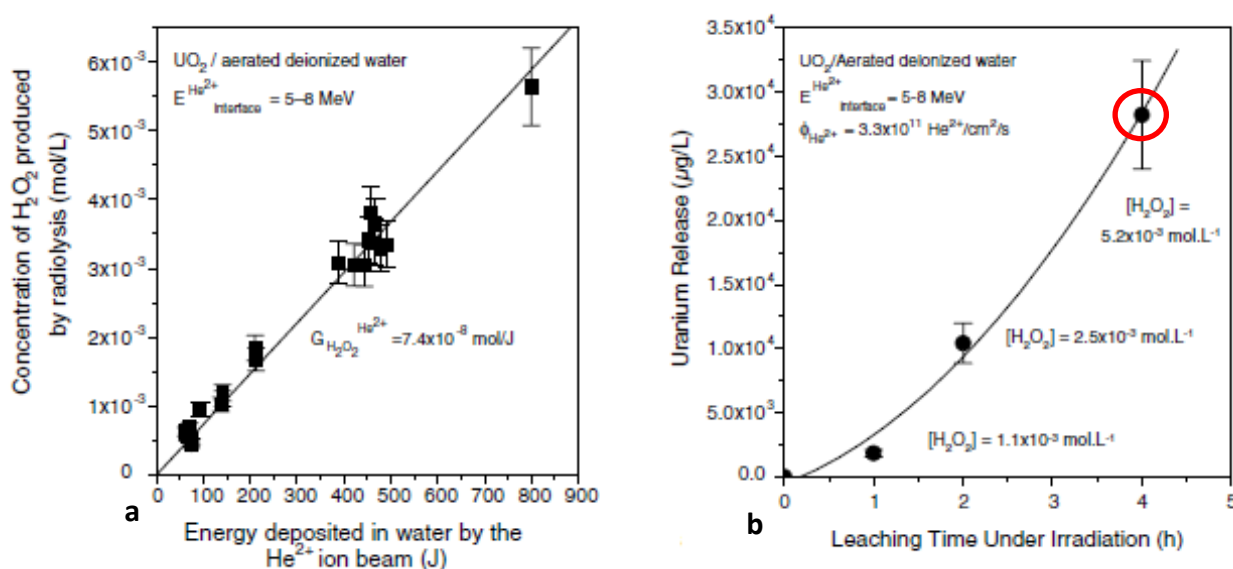 Concentration of H₂O₂ produced
by radiolysis (mol/L)
6x10⁻³
5x10⁻³
4x10⁻³
3x10⁻³
2x10⁻³
1x10⁻³
0
UO₂ / aerated deionized water
E He²⁺ Interface = 5–8 MeV
G H₂O₂ He²⁺ =7.4x10⁻⁸ mol/J
0 100 200 300 400 500 600 700 800 900
a
Energy deposited in water by the
He²⁺ ion beam (J)
Uranium Release (µg/L)
3.5x10⁴
3.0x10⁴
2.5x10⁴
2.0x10⁴
1.5x10⁴
1.0x10⁴
5.0x10³
0.0
UO₂/Aerated deionized water
E He²⁺ Interface = 5-8 MeV
ϕ̇ He²⁺ = 3.3x10¹¹ He²⁺/cm²/s
[H₂O₂] =
5.2x10⁻³ mol.L⁻¹
[H₂O₂] = 2.5x10⁻³ mol.L⁻¹
[H₂O₂] = 1.1x10⁻³ mol.L⁻¹
0 1 2 3 4 5
b
Leaching Time Under Irradiation (h)